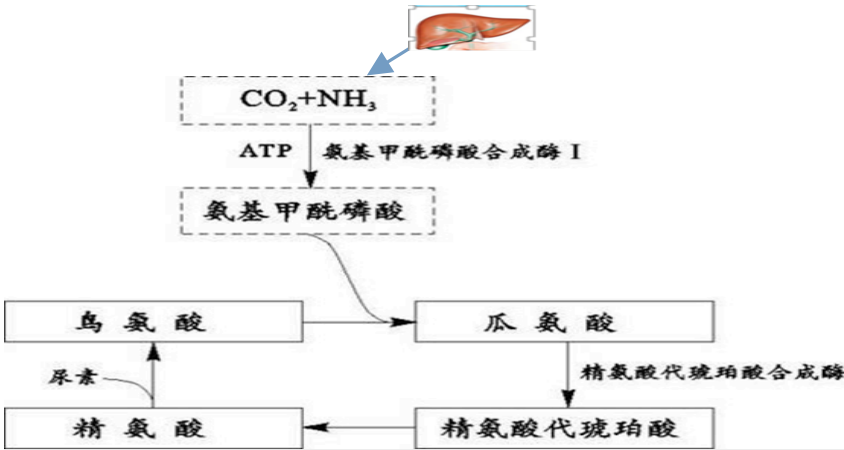 CO₂+NH₃
ATP 氨基甲酰磷酸合成酶 I
氨基甲酰磷酸
鸟 氨 酸
瓜 氨 酸
尿素
精氨酸代琥珀酸合成酶
精 氨 酸
精氨酸代琥珀酸